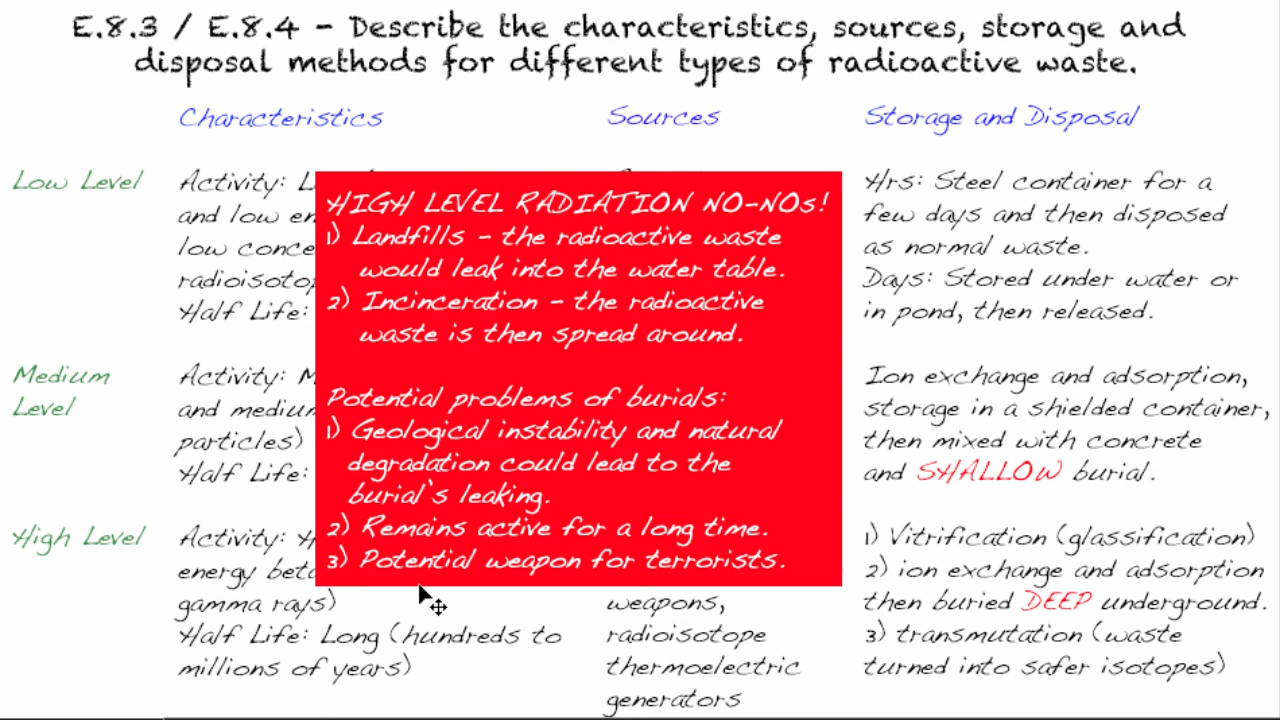 E.8.3 / E.8.4 - Describe the characteristics, sources, storage and
disposal methods for different types of radioactive waste.
Characteristics
Sources
Storage and Disposal
Low Level
Activity:
and low
low
Half Life:
Hrs: Steel container for a
few days and then disposed
as normal waste.
Days: Stored under water or
in pond, then released.
Medium
Level
Activity:
and
particles)
Half Life:
Ion exchange and adsorption,
storage in a shielded container,
then mixed with concrete
and SHALLOW burial.
High Level
Activity:
energy
gamma rays)
Half Life: Long (hundreds to
millions of years)
weapons,
radioisotope
thermoelectric
generators
1) Vitrification (glassification)
2) ion exchange and adsorption
then buried DEEP underground.
3) transmutation (waste
turned into safer isotopes)
HIGH LEVEL RADIATION NO-NOs!
1) Landfills - the radioactive waste
would leak into the water table.
2) Incinceration - the radioactive
waste is then spread around.
Potential problems of burials:
1) Geological instability and natural
degradation could lead to the
burial's leaking.
2) Remains active for a long time.
3) Potential weapon for terrorists.